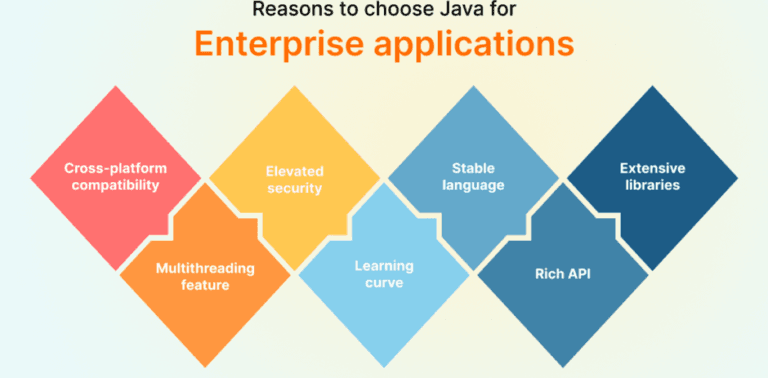 Reasons to choose Java for
Enterprise applications
Cross-platform
compatibility
Multithreading
feature
Elevated
security
Learning
curve
Stable
language
Rich API
Extensive
libraries